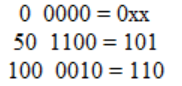 0 0000 = 0xx
50 1100 = 101
100 0010 = 110